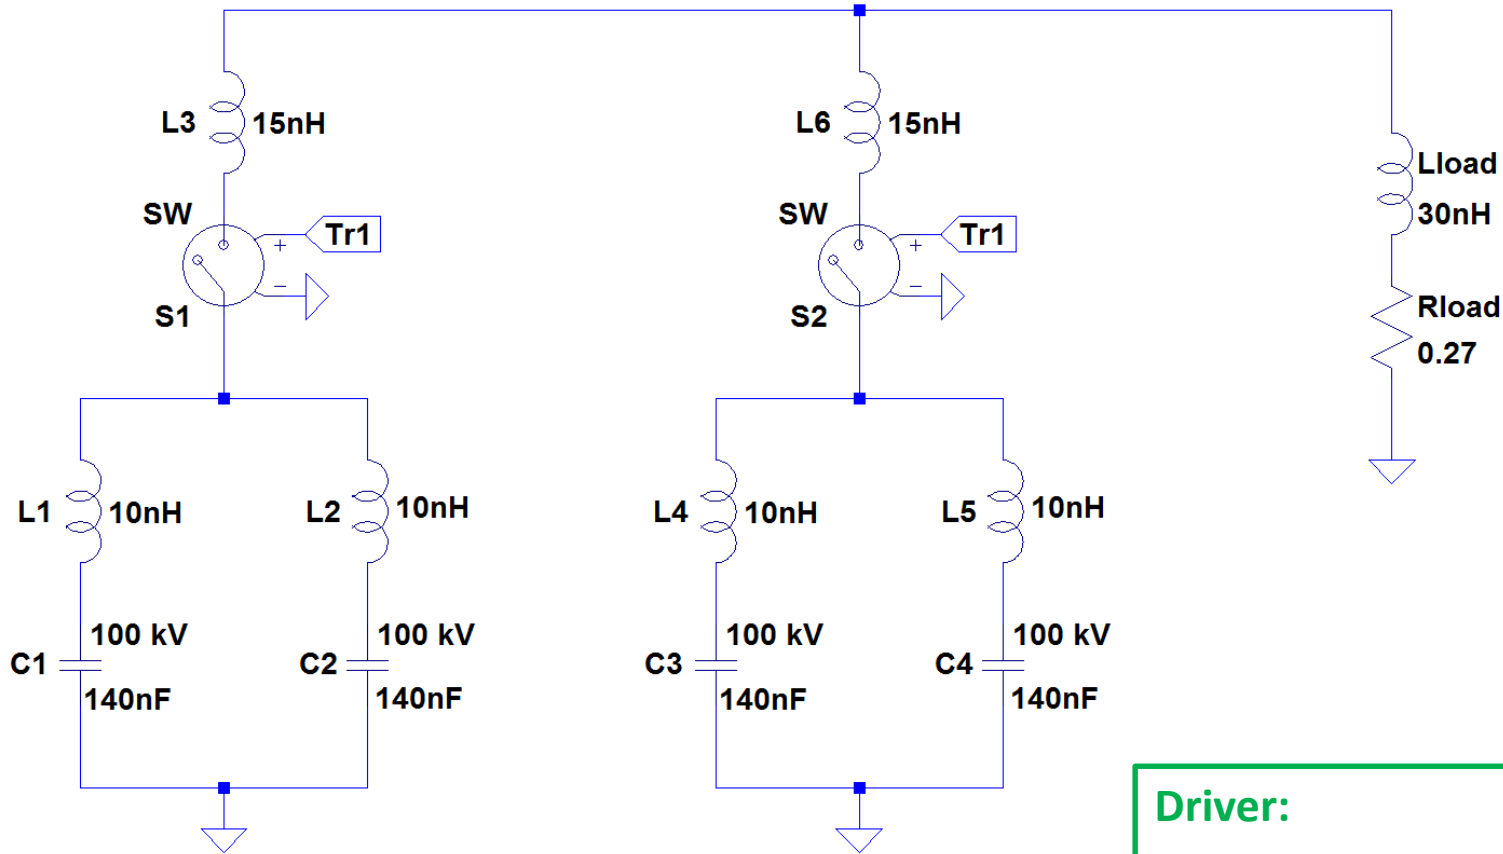 L3 15nH
L6 15nH
Lload
30nH
SW
Tr1
+
−
S1
SW
Tr1
+
−
S2
Rload
0.27
L1 10nH
L2 10nH
L4 10nH
L5 10nH
100 kV
C1
140nF
100 kV
C2
140nF
100 kV
C3
140nF
100 kV
C4
140nF
Driver: